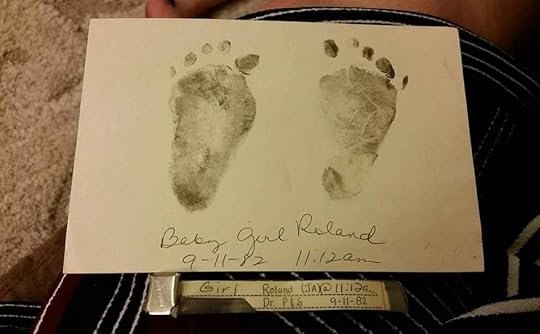 Baby Girl Roland
9-11-82 11:12am
Girl Roland (JA) @ 11:12a
Dr. P&S 9-11-82